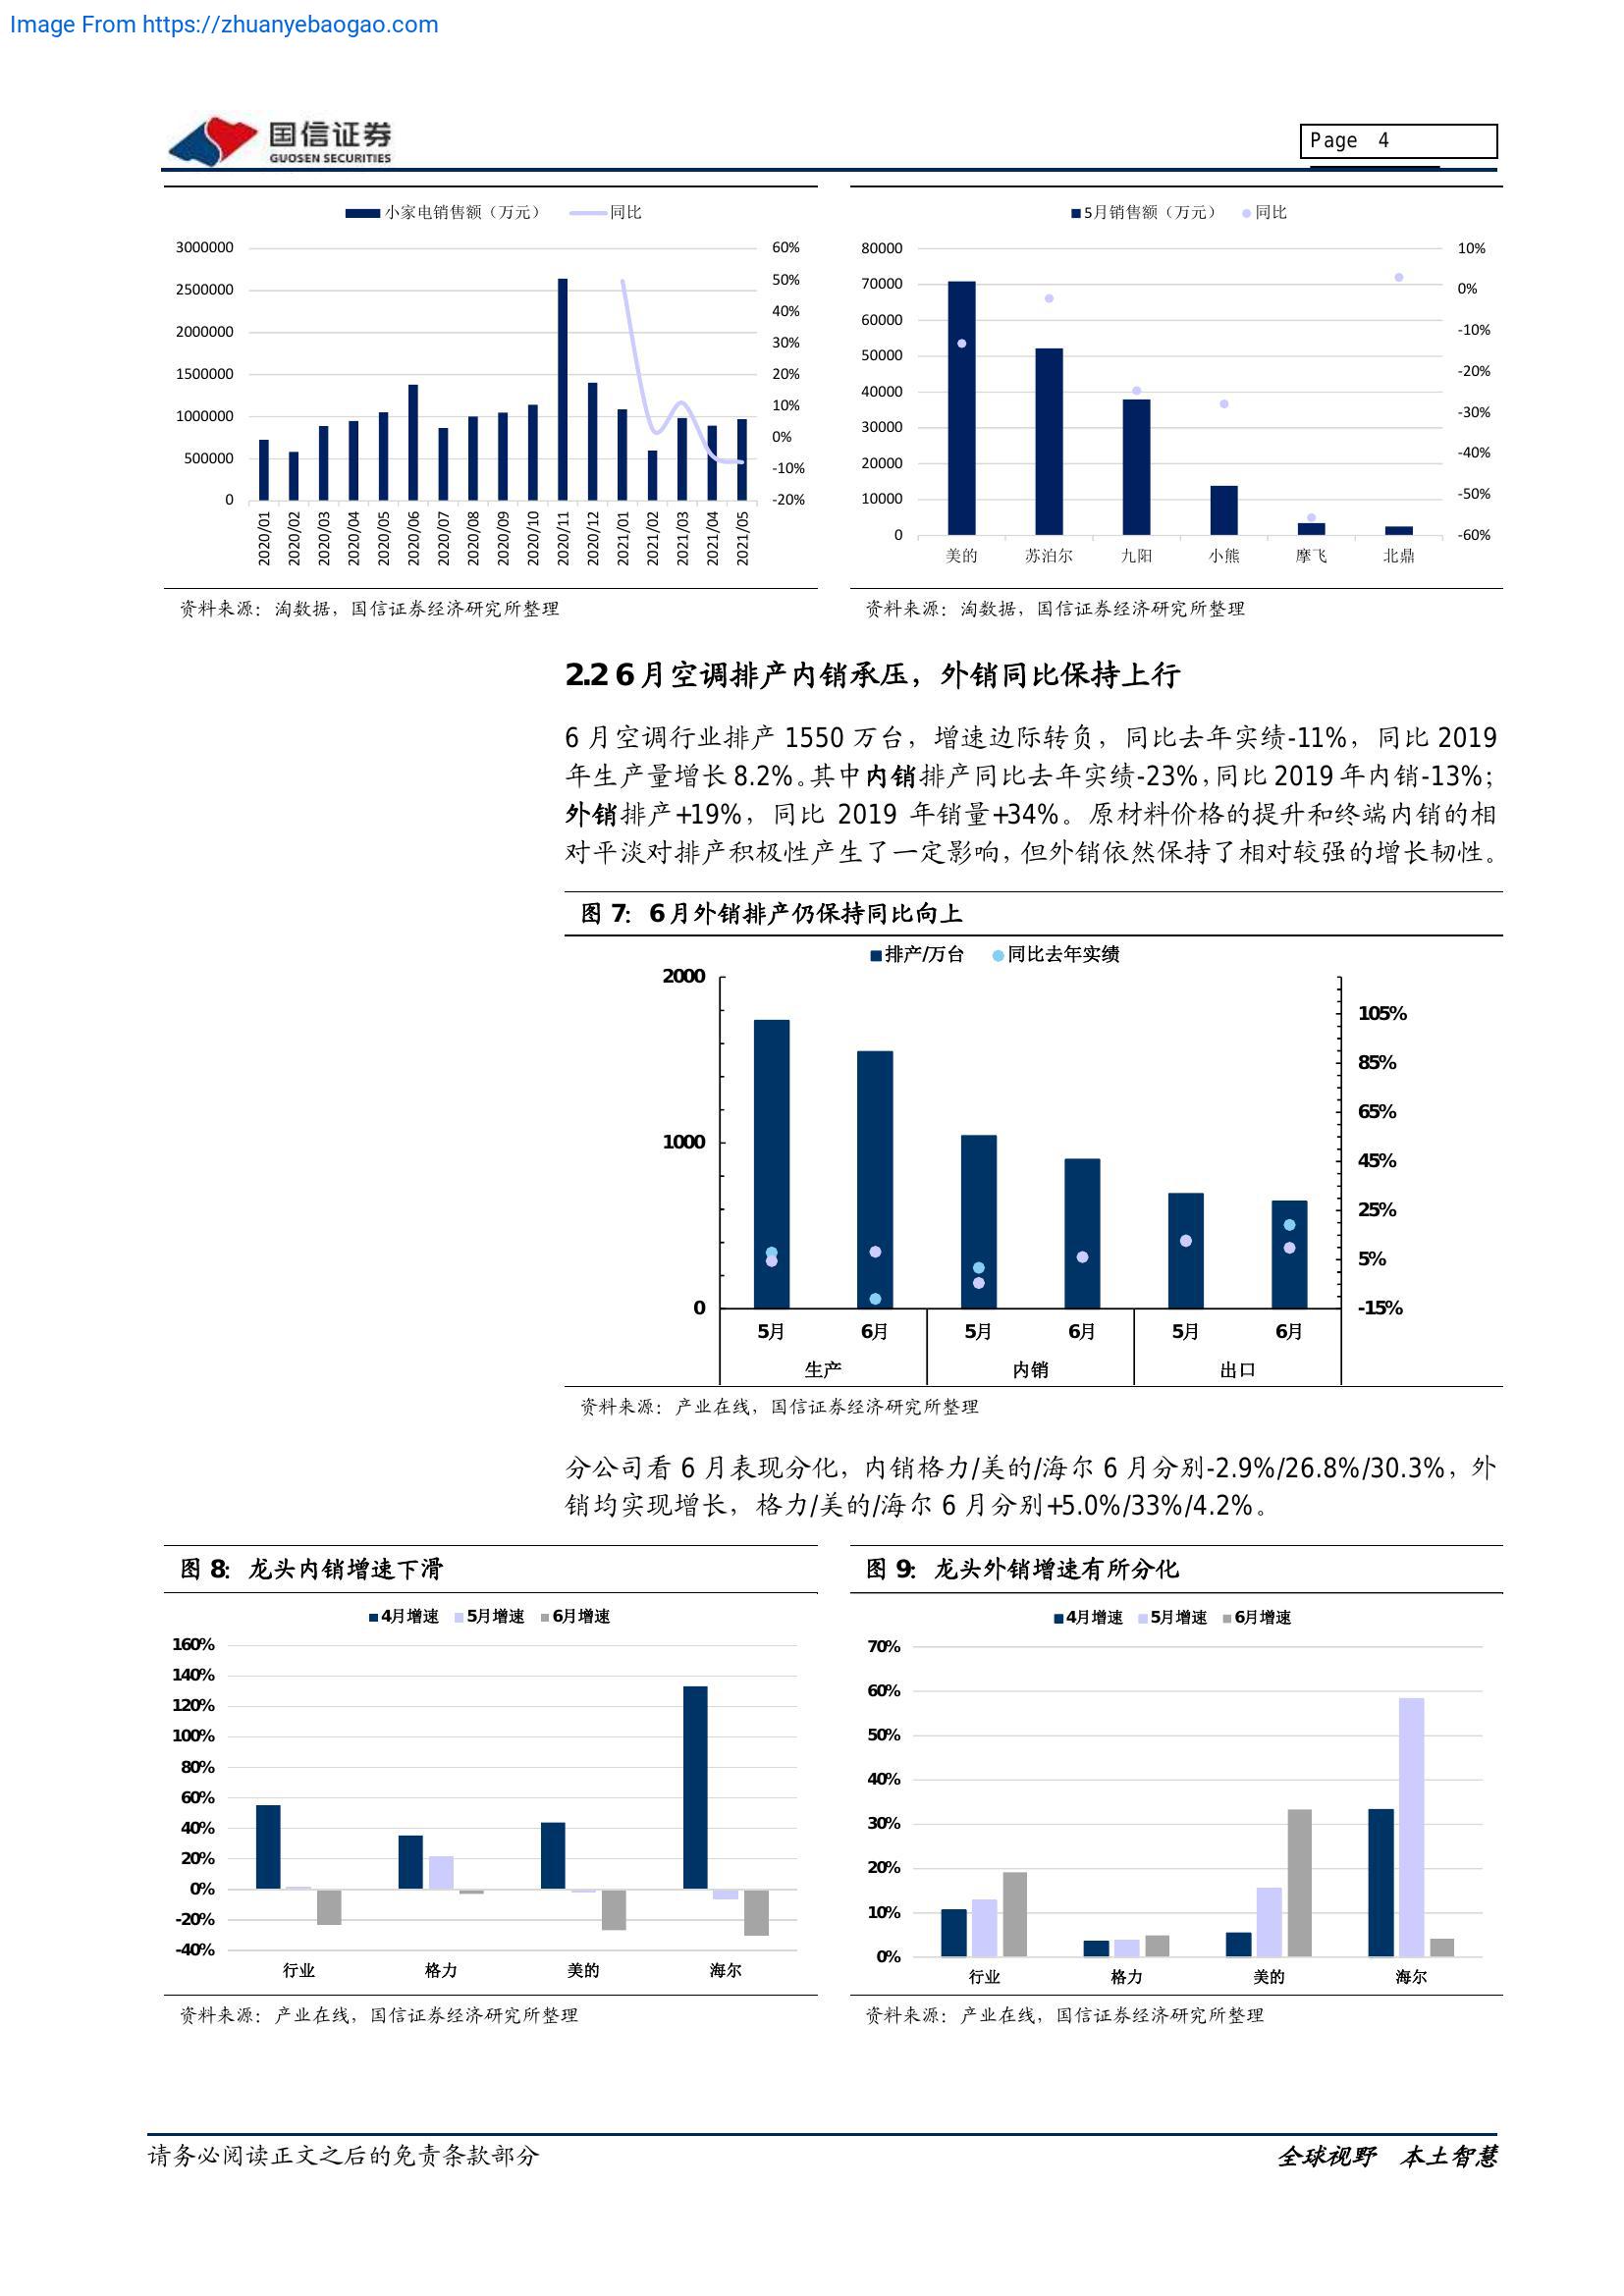 Image From https://zhuanyebaogao.com
国信证券
GUOSEN SECURITIES
Page 4
小家电销售额（万元） 同比
3000000
2500000
2000000
1500000
1000000
500000
0
60%
50%
40%
30%
20%
10%
0%
-10%
-20%
2020/01 2020/02 2020/03 2020/04 2020/05 2020/06 2020/07 2020/08 2020/09 2020/10 2020/11 2020/12 2021/01 2021/02 2021/03 2021/04 2021/05
资料来源：淘数据，国信证券经济研究所整理
5月销售额（万元） 同比
80000
70000
60000
50000
40000
30000
20000
10000
0
10%
0%
-10%
-20%
-30%
-40%
-50%
-60%
美的 苏泊尔 九阳 小熊 摩飞 北鼎
资料来源：淘数据，国信证券经济研究所整理
2.2 6月空调排产内销承压，外销同比保持上行
6 月空调行业排产 1550 万台，增速边际转负，同比去年实绩-11%，同比 2019
年生产量增长 8.2%。其中内销排产同比去年实绩-23%，同比 2019 年内销-13%；
外销排产+19%，同比 2019 年销量+34%。原材料价格的提升和终端内销的相
对平淡对排产积极性产生了一定影响，但外销依然保持了相对较强的增长韧性。
图 7：6月外销排产仍保持同比向上
排产/万台 同比去年实绩
2000
1000
0
105%
85%
65%
45%
25%
5%
-15%
5月 6月 5月 6月 5月 6月
生产 内销 出口
资料来源：产业在线，国信证券经济研究所整理
分公司看 6 月表现分化，内销格力/美的/海尔 6 月分别-2.9%/26.8%/30.3%，外
销均实现增长，格力/美的/海尔 6 月分别+5.0%/33%/4.2%。
图 8：龙头内销增速下滑
4月增速 5月增速 6月增速
160%
140%
120%
100%
80%
60%
40%
20%
0%
-20%
-40%
行业 格力 美的 海尔
资料来源：产业在线，国信证券经济研究所整理
图 9：龙头外销增速有所分化
4月增速 5月增速 6月增速
70%
60%
50%
40%
30%
20%
10%
0%
行业 格力 美的 海尔
资料来源：产业在线，国信证券经济研究所整理
请务必阅读正文之后的免责条款部分
全球视野 本土智慧